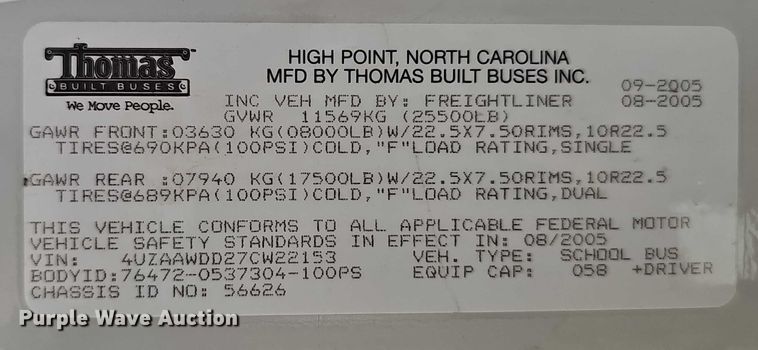 Thomas™
BUILT BUSES
We Move People.
HIGH POINT, NORTH CAROLINA
MFD BY THOMAS BUILT BUSES INC.
09-2005
INC VEH MFD BY: FREIGHTLINER 08-2005
GVWR 11569KG (25500LB)
GAWR FRONT:03630 KG(08000LB)W/22.5X7.50RIMS,10R22.5
TIRES@690KPA(100PSI)COLD,"F"LOAD RATING,SINGLE
GAWR REAR :07940 KG(17500LB)W/22.5X7.50RIMS,10R22.5
TIRES@689KPA(100PSI)COLD,"F"LOAD RATING,DUAL
THIS VEHICLE CONFORMS TO ALL APPLICABLE FEDERAL MOTOR
VEHICLE SAFETY STANDARDS IN EFFECT IN: 08/2005
VIN: 4UZAAWDD27CW22153 VEH. TYPE: SCHOOL BUS
BODYID:76472-0537304-100PS EQUIP CAP: 058 +DRIVER
CHASSIS ID NO: 56626
Purple Wave Auction